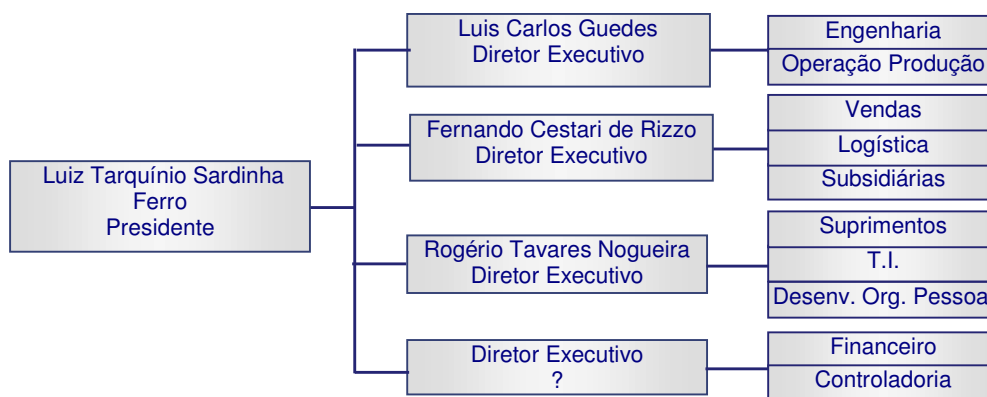 Luiz Tarquínio Sardinha
Ferro
Presidente
Luis Carlos Guedes
Diretor Executivo
Engenharia
Operação Produção
Fernando Cestari de Rizzo
Diretor Executivo
Vendas
Logística
Subsidiárias
Rogério Tavares Nogueira
Diretor Executivo
Suprimentos
T.I.
Desenv. Org. Pessoa
Diretor Executivo
?
Financeiro
Controladoria